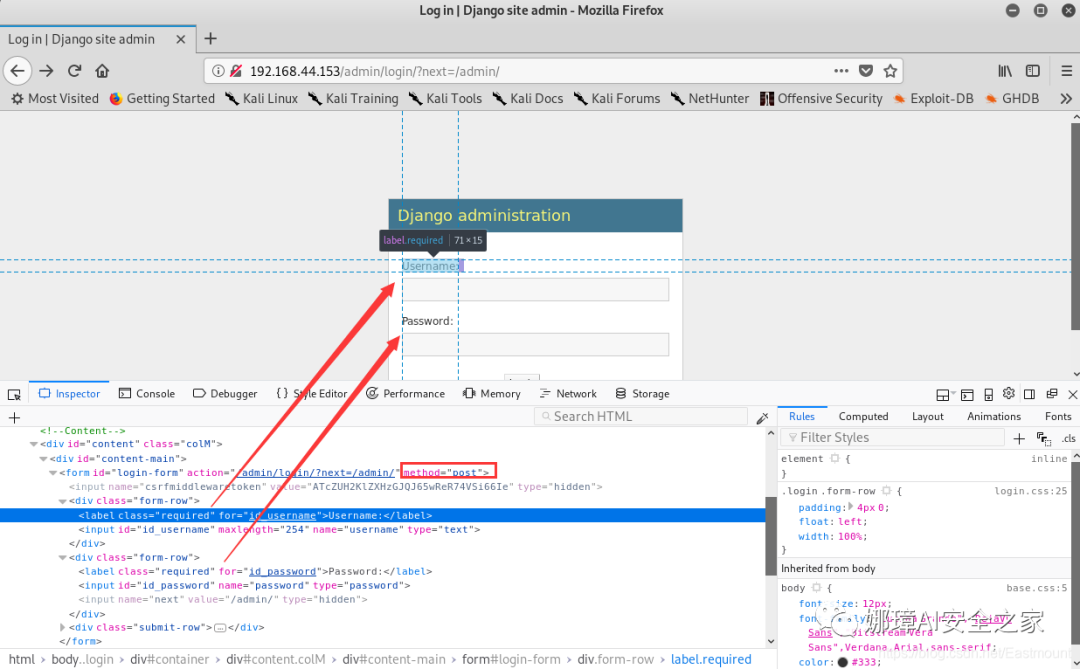 Log in | Django site admin - Mozilla Firefox
Log in | Django site admin
192.168.44.153/admin/login/?next=/admin/
Most Visited Getting Started Kali Linux Kali Training Kali Tools Kali Docs Kali Forums NetHunter Offensive Security Exploit-DB GHDB
Django administration
label.required 71 × 15
Username:
Password:
Inspector Console Debugger Style Editor Performance Memory Network Storage
Search HTML
Rules Computed Layout Animations Fonts
Filter Styles .cls
<!--Content-->
<div id="content" class="colM">
<div id="content-main">
<form id="login-form" action="/admin/login/?next=/admin/" method="post">
<input name="csrfmiddlewaretoken" value="ATcZUH2KlZXHzGJQJ65wReR74VSi66Ie" type="hidden">
<div class="form-row">
<label class="required" for="id_username">Username:</label>
<input id="id_username" maxlength="254" name="username" type="text">
</div>
<div class="form-row">
<label class="required" for="id_password">Password:</label>
<input id="id_password" name="password" type="password">
<input name="next" value="/admin/" type="hidden">
</div>
<div class="submit-row"></div>
</form>
element { inline
}
.login .form-row { login.css:25
padding: 4px 0;
float: left;
width: 100%;
}
Inherited from body
body { base.css:5
font-size: 12px;
Sans",Verdana,Arial,sans-serif;
color: #333;
娜璋AI安全之家
html body.login div#container div#content.colM div#content-main form#login-form div.form-row label.required